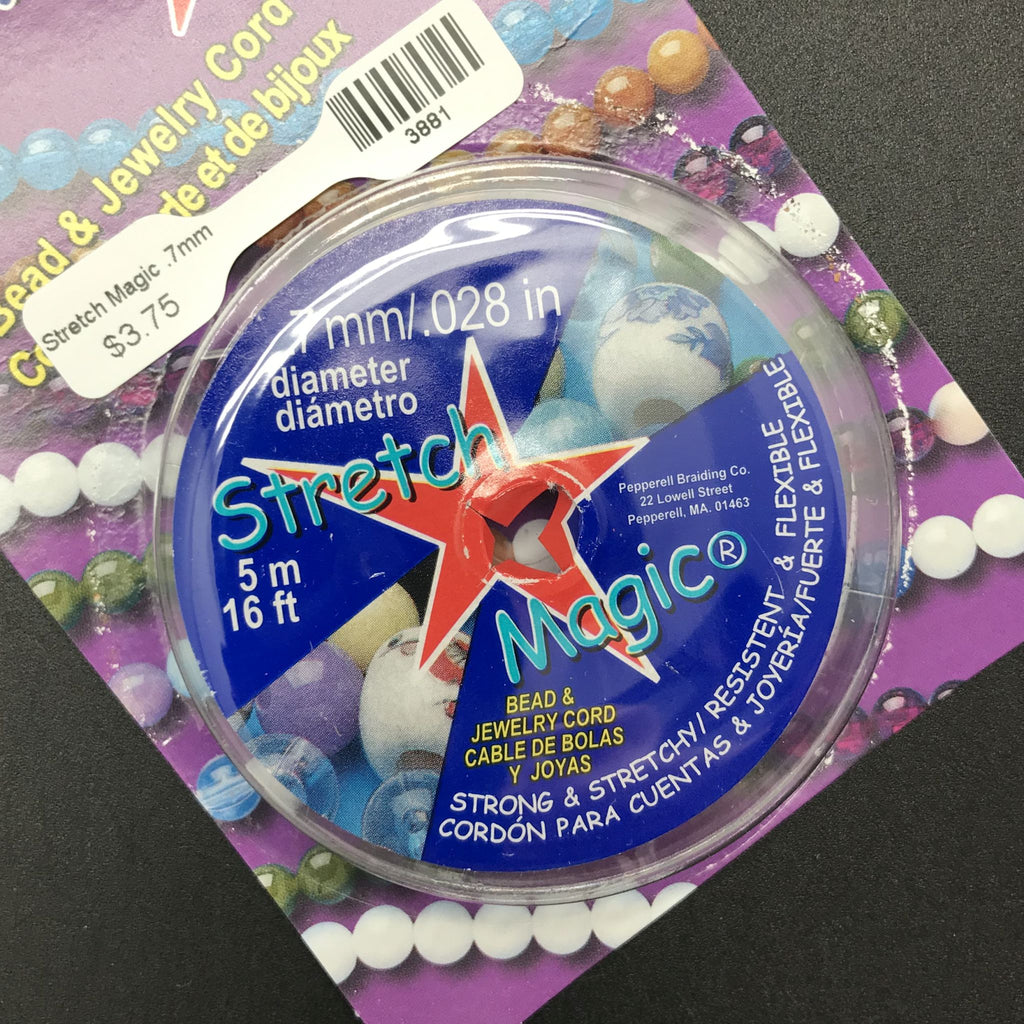 Bead & Jewelry Cord
de et de bijoux
3881
Stretch Magic .7mm
$3.75
.7 mm/.028 in
diameter
diámetro
Stretch
Magic®
5 m
16 ft
Pepperell Braiding Co.
22 Lowell Street
Pepperell, MA. 01463
BEAD &
JEWELRY CORD
CABLE DE BOLAS
Y JOYAS
STRONG & STRETCHY/ RESISTENT & FLEXIBLE
CORDÓN PARA CUENTAS & JOYERÍA/FUERTE & FLEXIBLE